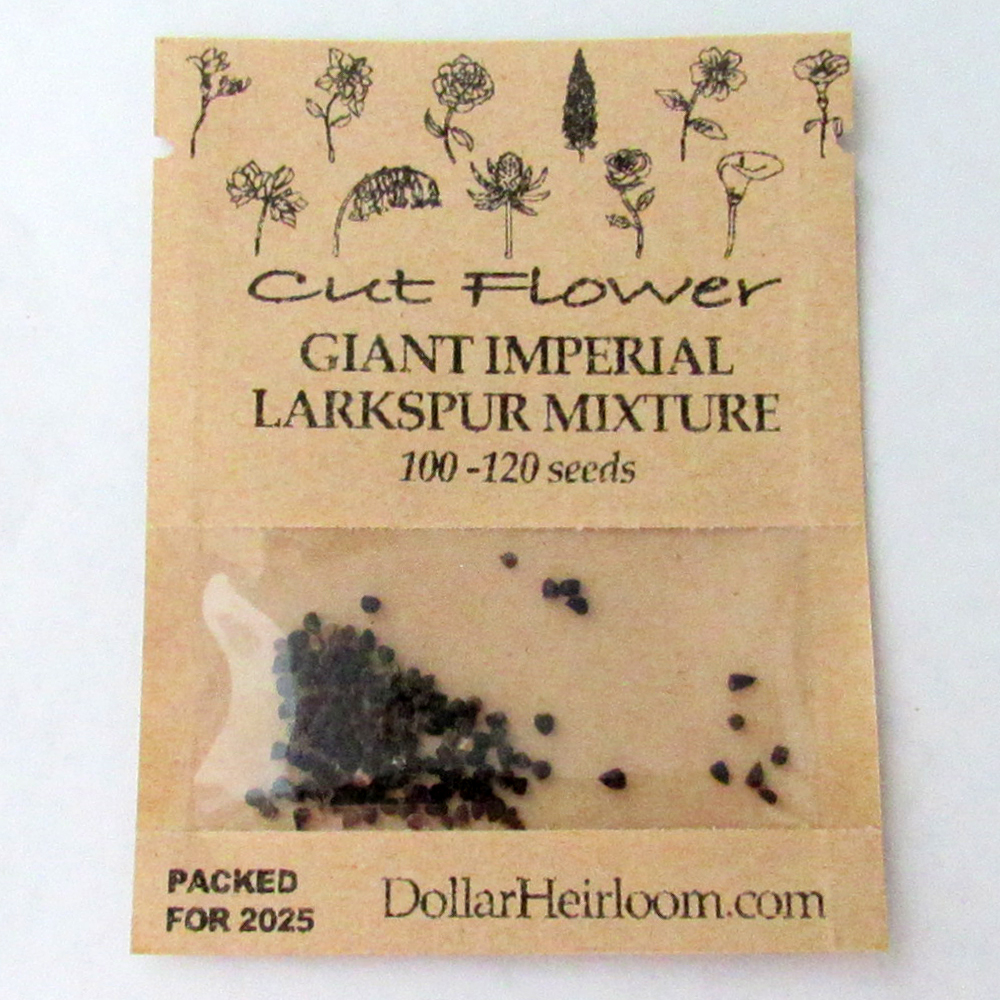 Cut Flower
GIANT IMPERIAL
LARKSPUR MIXTURE
100 -120 seeds
PACKED
FOR 2025
DollarHeirloom.com